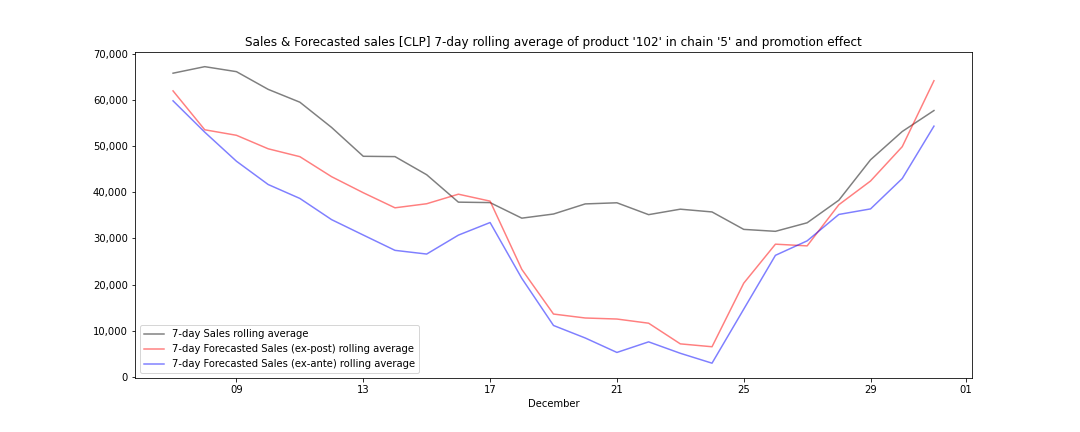 Sales & Forecasted sales [CLP] 7-day rolling average of product '102' in chain '5' and promotion effect
70,000
60,000
50,000
40,000
30,000
20,000
10,000
0
7-day Sales rolling average
7-day Forecasted Sales (ex-post) rolling average
7-day Forecasted Sales (ex-ante) rolling average
09 13 17 21 25 29 01
December